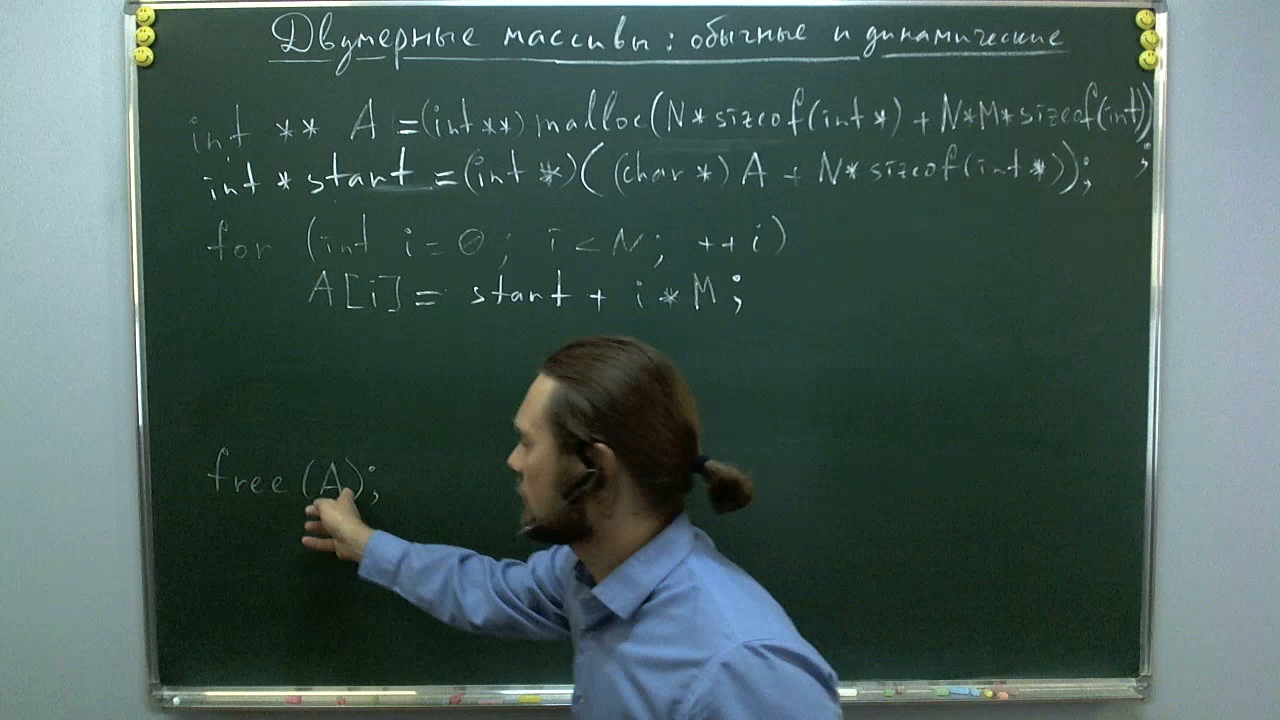 Двумерные массивы: обычные и динамические
int ** A = (int**) malloc(N*sizeof(int*) + N*M*sizeof(int));
int * start = (int *)( (char *) A + N* sizeof(int *));
for (int i = 0; i < N; ++i)
A[i] = start + i * M;
free (A);